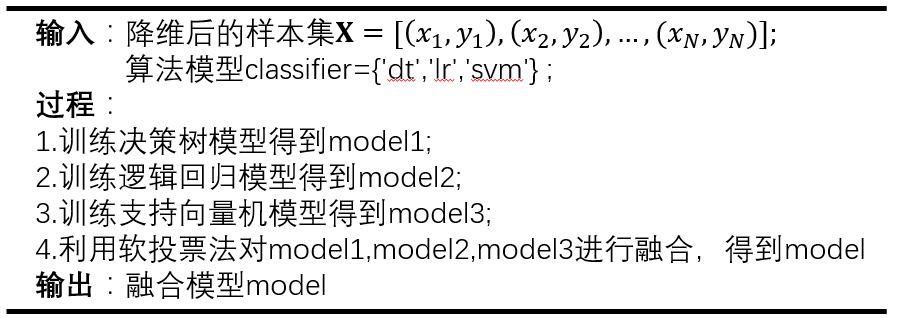 输入：降维后的样本集𝐗 = [(𝑥₁, 𝑦₁), (𝑥₂, 𝑦₂), … , (𝑥_N, 𝑦_N)];
算法模型classifier={'dt','lr','svm'}；
过程：
1.训练决策树模型得到model1;
2.训练逻辑回归模型得到model2;
3.训练支持向量机模型得到model3;
4.利用软投票法对model1,model2,model3进行融合，得到model
输出：融合模型model